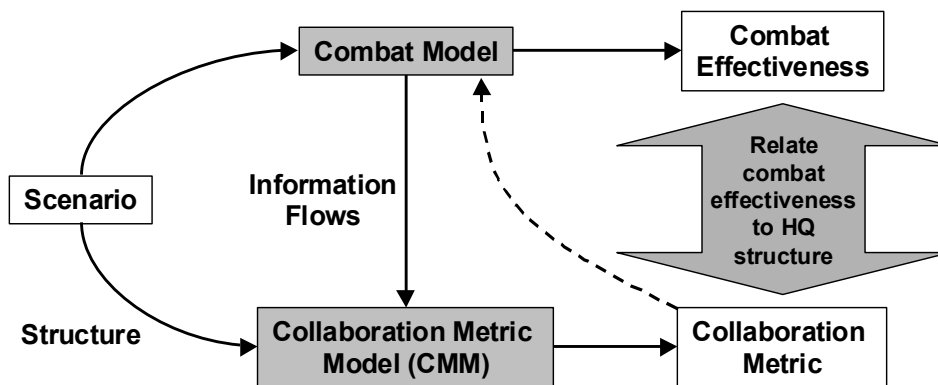 Combat Model
Combat
Effectiveness
Relate
combat
effectiveness
to HQ
structure
Information
Flows
Scenario
Structure
Collaboration Metric
Model (CMM)
Collaboration
Metric